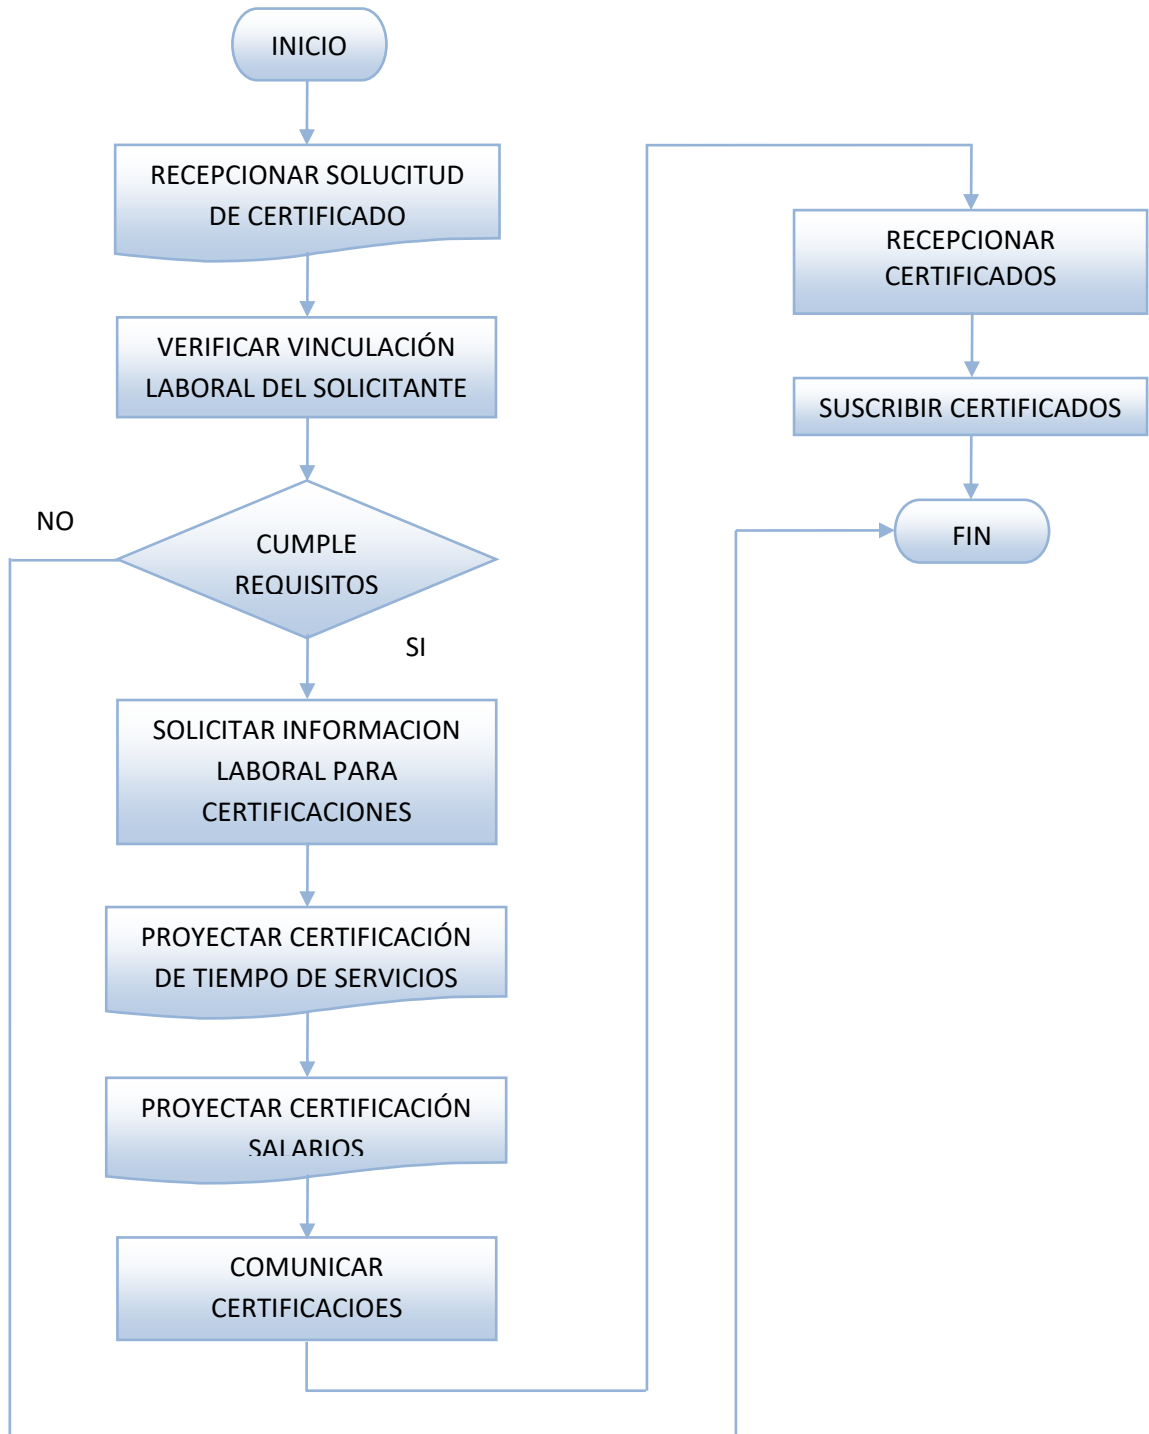 INICIO
RECEPCIONAR SOLUCITUD
DE CERTIFICADO
VERIFICAR VINCULACIÓN
LABORAL DEL SOLICITANTE
NO
CUMPLE
REQUISITOS
SI
SOLICITAR INFORMACION
LABORAL PARA
CERTIFICACIONES
PROYECTAR CERTIFICACIÓN
DE TIEMPO DE SERVICIOS
PROYECTAR CERTIFICACIÓN
SALARIOS
COMUNICAR
CERTIFICACIOES
RECEPCIONAR
CERTIFICADOS
SUSCRIBIR CERTIFICADOS
FIN